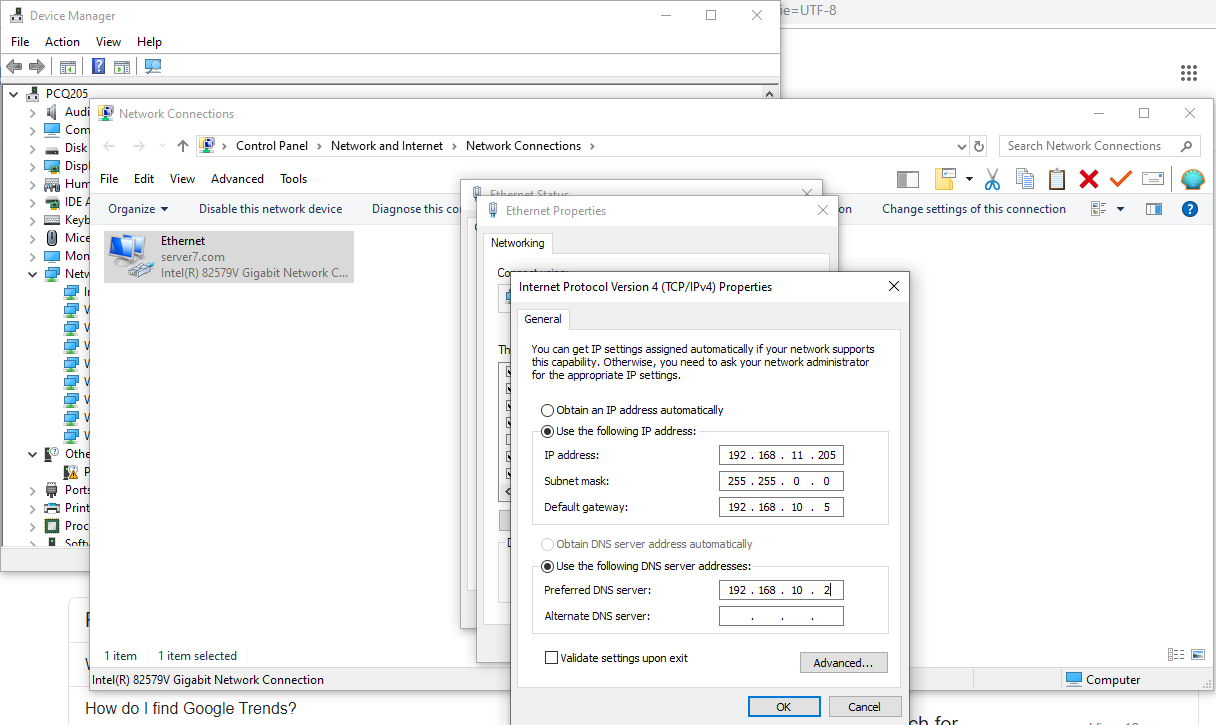 Device Manager
ie=UTF-8
File Action View Help
PCQ205
Audi
Com
Disk
Displ
Hum
IDE A
Keyb
Mice
Mon
Netw
Othe
P
Ports
Print
Proc
Softw
Network Connections
Control Panel Network and Internet Network Connections
Search Network Connections
File Edit View Advanced Tools
Organize Disable this network device Diagnose this co on Change settings of this connection
Ethernet
server7.com
Intel(R) 82579V Gigabit Network C...
Ethernet Status
Ethernet Properties
Networking
Connect using:
Th
Internet Protocol Version 4 (TCP/IPv4) Properties
General
You can get IP settings assigned automatically if your network supports
this capability. Otherwise, you need to ask your network administrator
for the appropriate IP settings.
Obtain an IP address automatically
Use the following IP address:
IP address: 192 . 168 . 11 . 205
Subnet mask: 255 . 255 . 0 . 0
Default gateway: 192 . 168 . 10 . 5
Obtain DNS server address automatically
Use the following DNS server addresses:
Preferred DNS server: 192 . 168 . 10 . 2
Alternate DNS server: . . .
Validate settings upon exit
Advanced...
OK Cancel
1 item 1 item selected
Intel(R) 82579V Gigabit Network Connection
Computer
How do I find Google Trends?
ch for